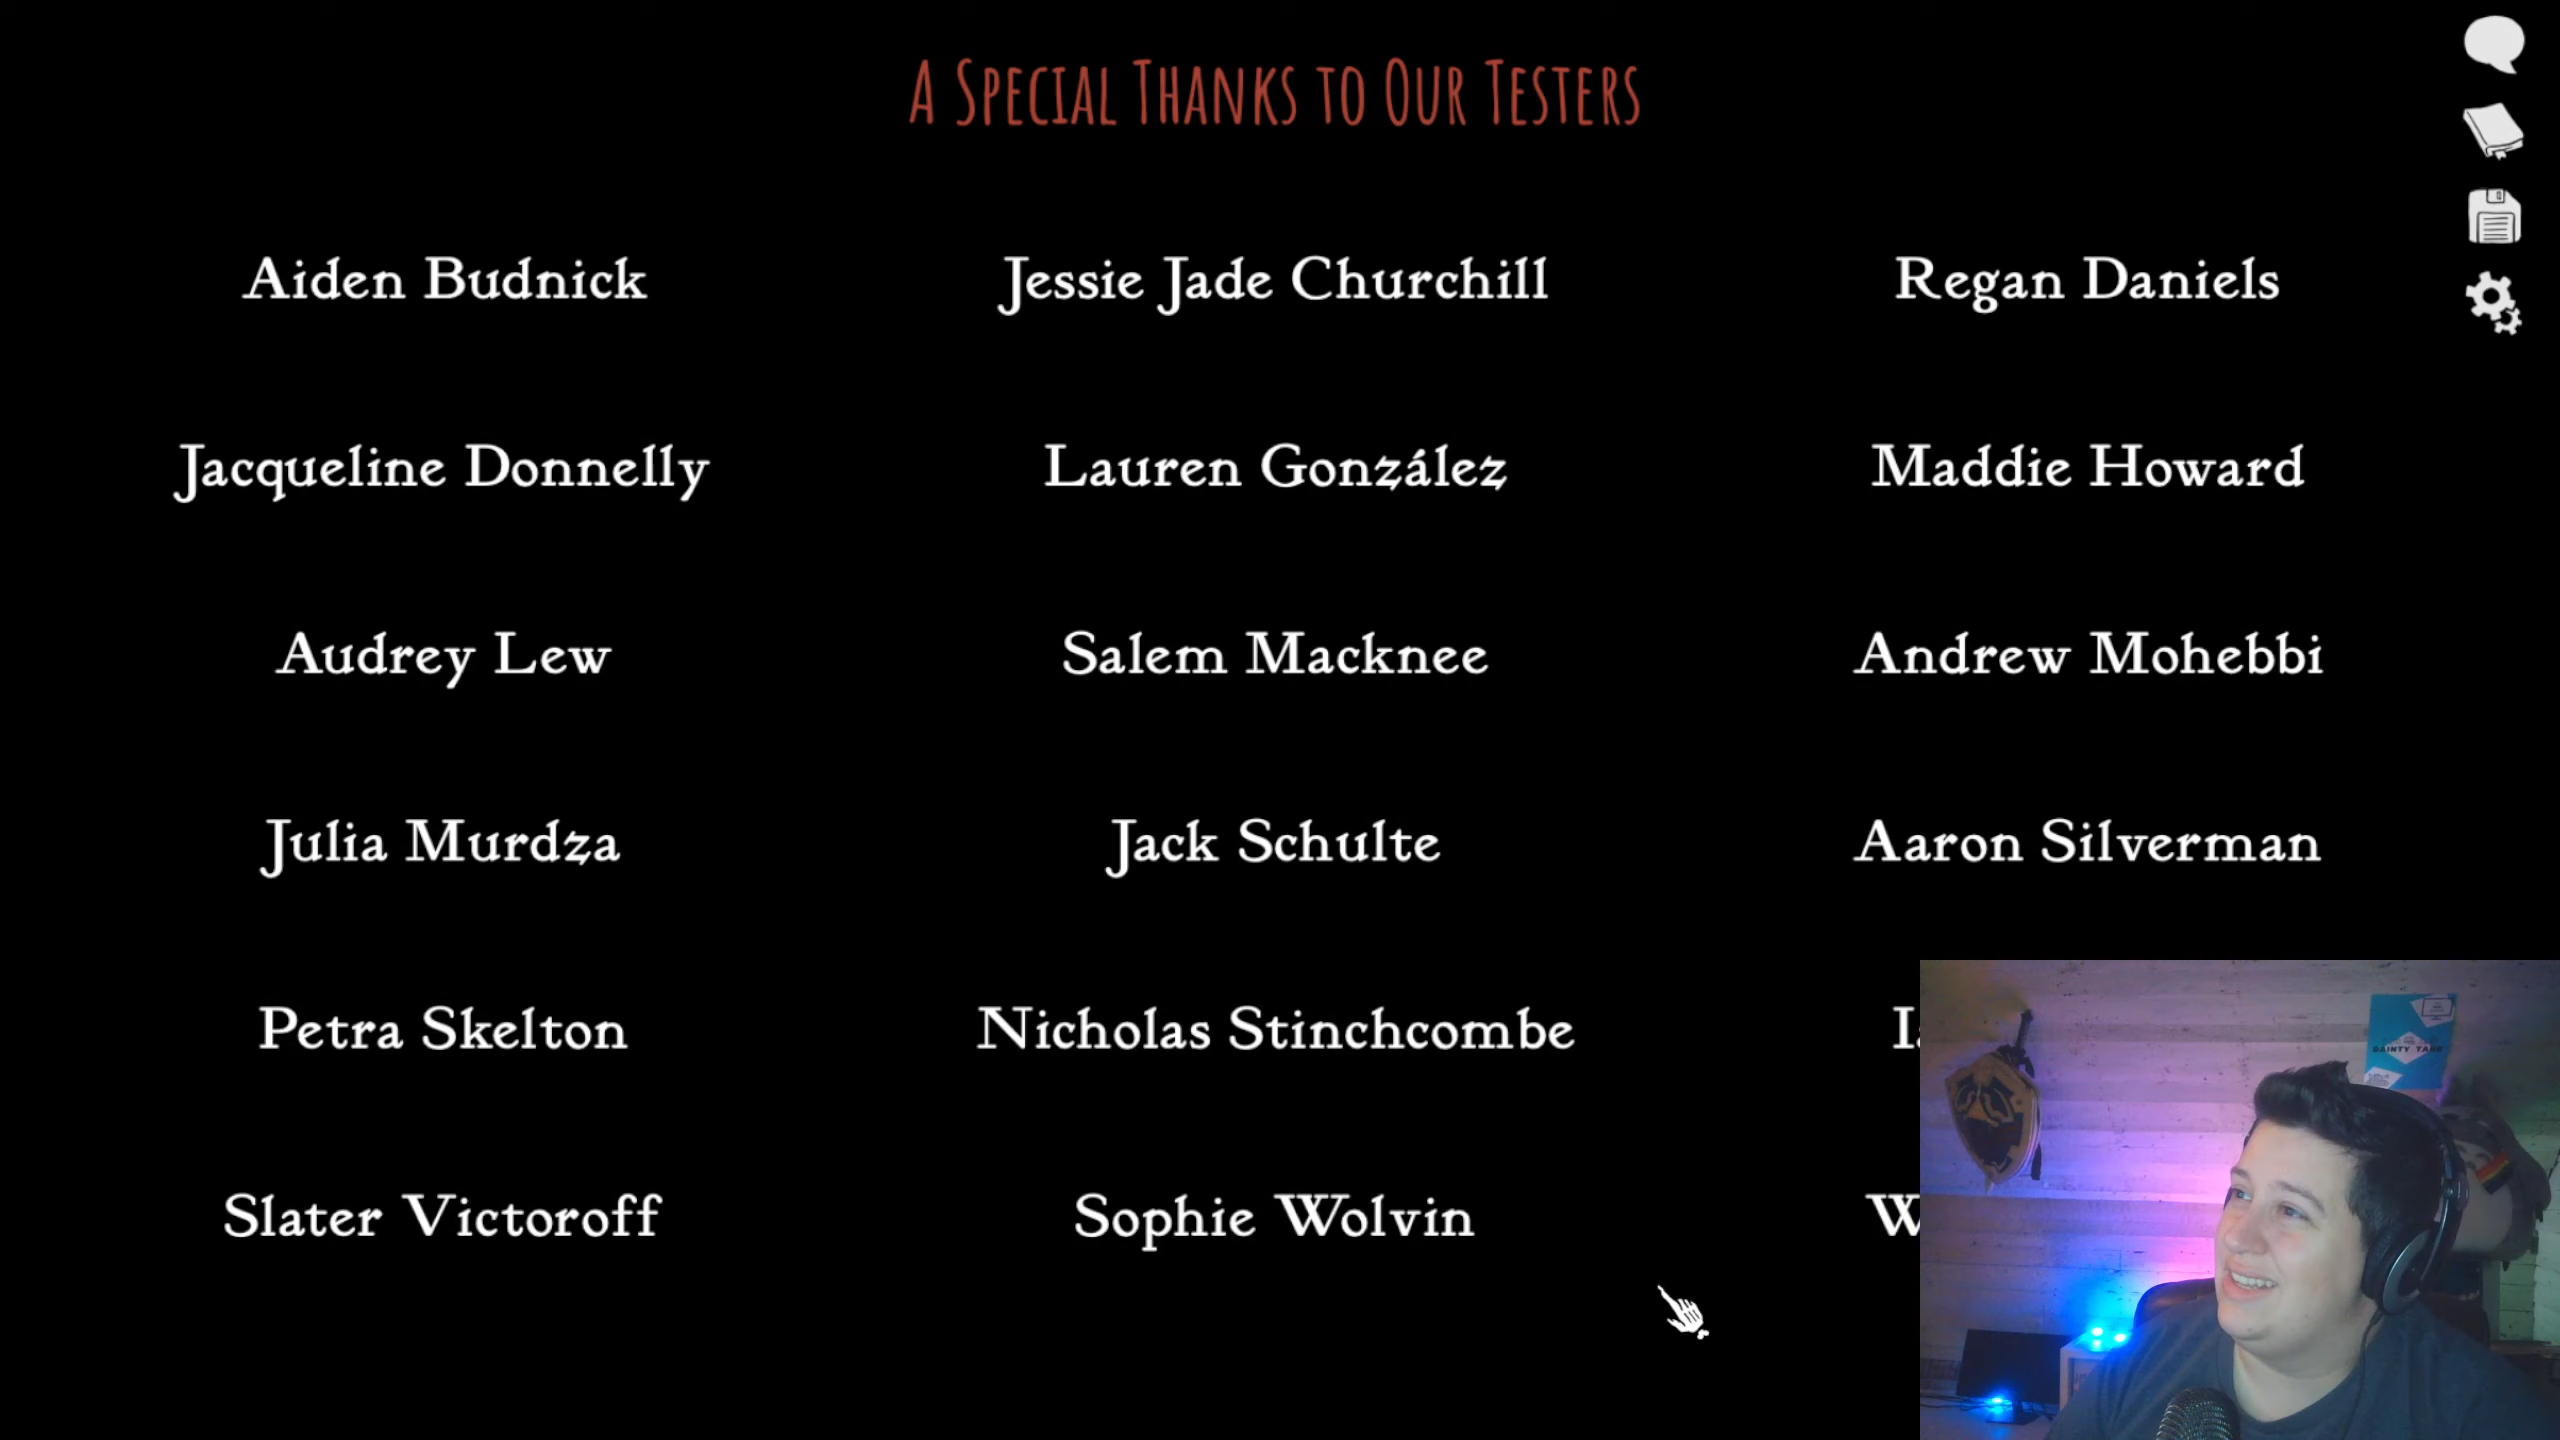 A Special Thanks to Our Testers
Aiden Budnick Jessie Jade Churchill Regan Daniels
Jacqueline Donnelly Lauren González Maddie Howard
Audrey Lew Salem Macknee Andrew Mohebbi
Julia Murdza Jack Schulte Aaron Silverman
Petra Skelton Nicholas Stinchcombe
Slater Victoroff Sophie Wolvin
DAINTY TANK